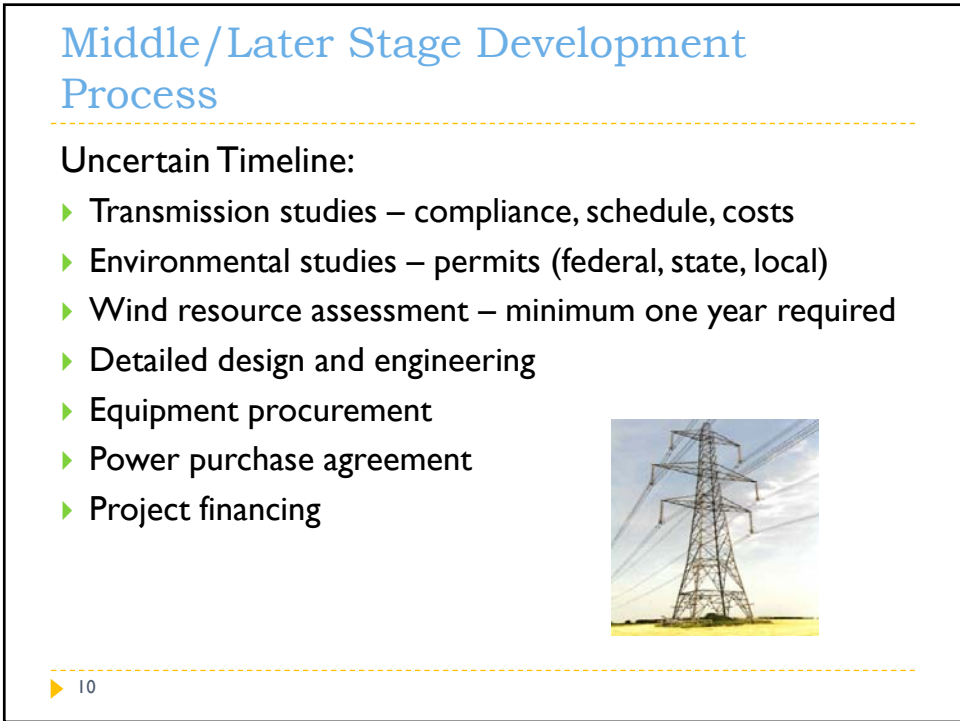 Middle/Later Stage Development
Process
Uncertain Timeline:
Transmission studies – compliance, schedule, costs
Environmental studies – permits (federal, state, local)
Wind resource assessment – minimum one year required
Detailed design and engineering
Equipment procurement
Power purchase agreement
Project financing
10